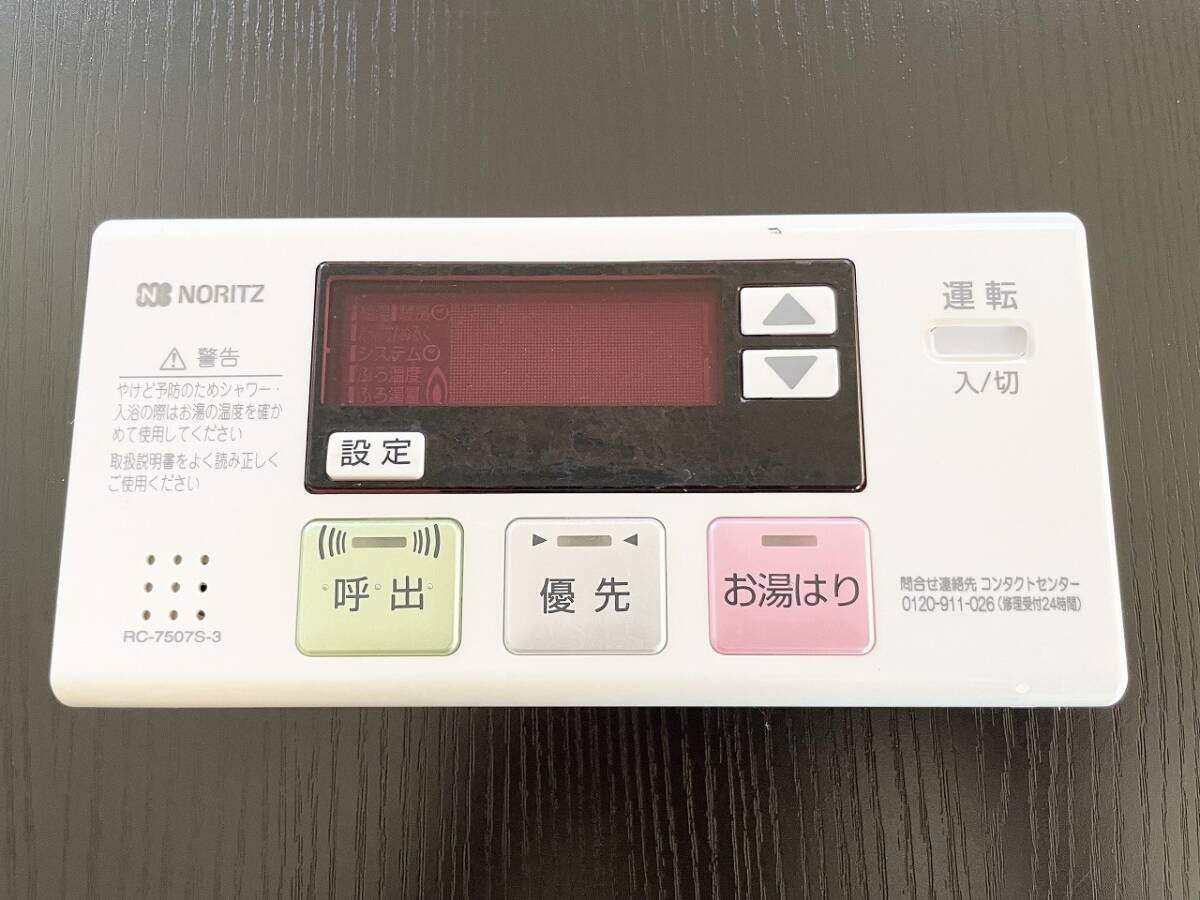 NORITZ
警告
やけど予防のためシャワー・
入浴の際はお湯の温度を確か
めて使用してください
取扱説明書をよく読み正しく
ご使用ください
RC-7507S-3
システム
ふろ温度
ふろ湯量
設定
運転
入/切
呼出
優先
お湯はり
問合せ連絡先 コンタクトセンター
0120-911-026(修理受付24時間)